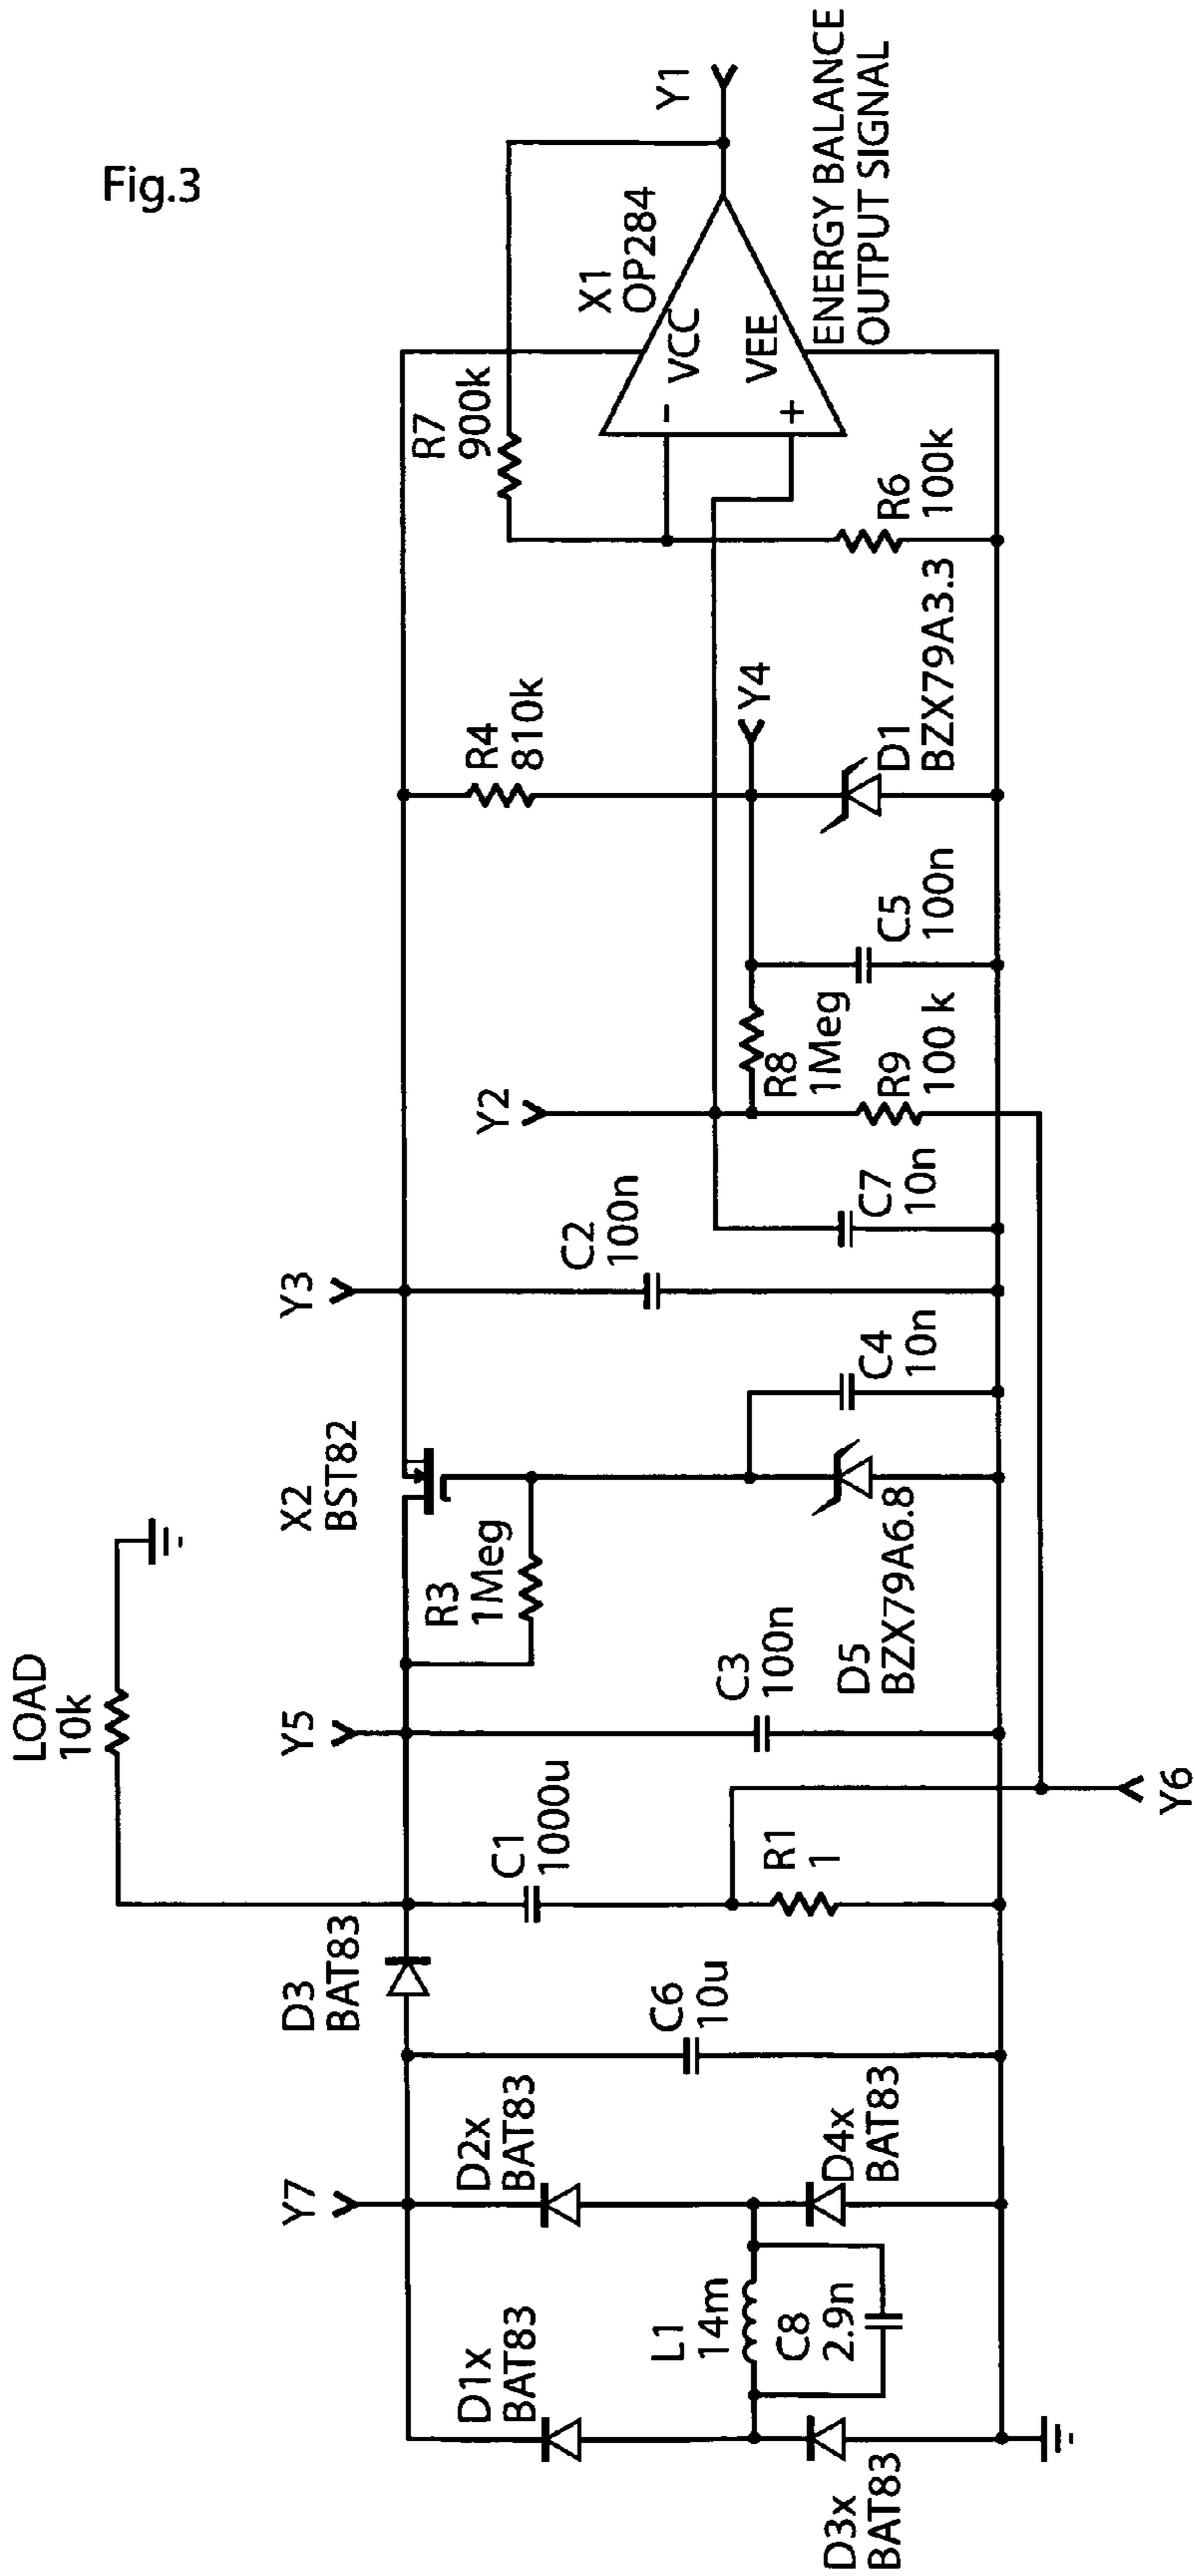 Fig.3
LOAD
10k
Y7
D3
BAT83
Y5
X2
BST82
Y3
D1x
BAT83
D2x
BAT83
C1
1000u
R3
1Meg
Y2
R4
810k
R7
900k
L1
14m
C6
10u
C3
100n
C2
100n
X1
OP284
Y1
-
VCC
VEE
+
C8
2.9n
R1
1
R8
1Meg
Y4
D3x
BAT83
D4x
BAT83
D5
BZX79A6.8
C4
10n
C7
10n
R9
100 k
C5
100n
D1
BZX79A3.3
R6
100k
ENERGY BALANCE
OUTPUT SIGNAL
Y6